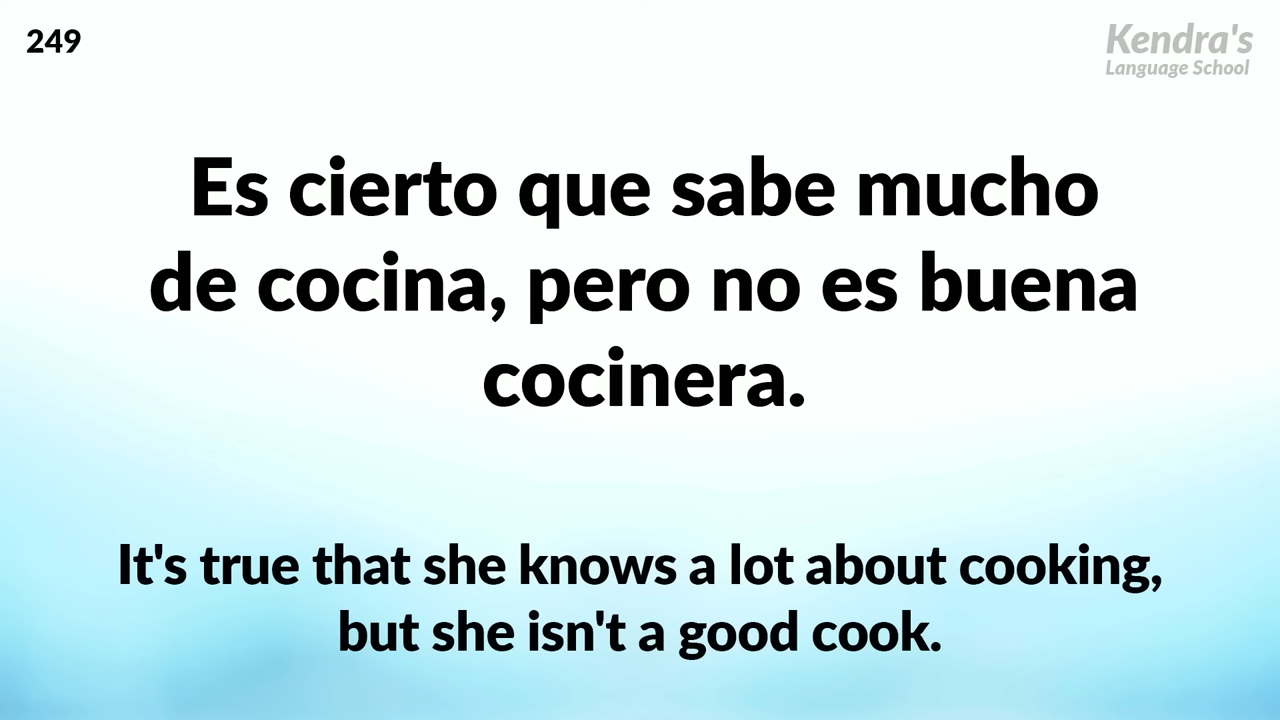 249
Kendra's
Language School
Es cierto que sabe mucho
de cocina, pero no es buena
cocinera.
It's true that she knows a lot about cooking,
but she isn't a good cook.